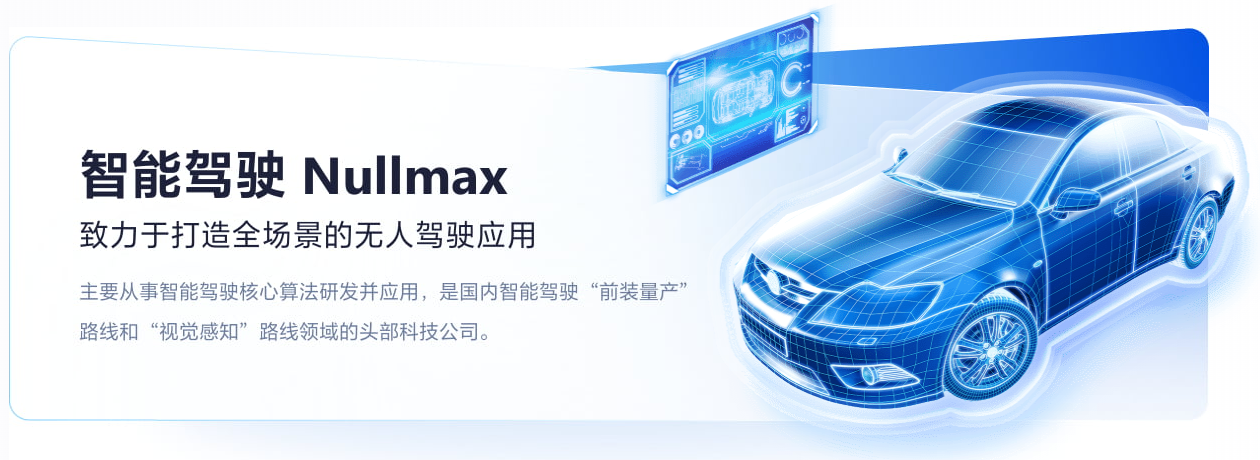 智能驾驶 Nullmax
致力于打造全场景的无人驾驶应用
主要从事智能驾驶核心算法研发并应用，是国内智能驾驶“前装量产”
路线和“视觉感知”路线领域的头部科技公司。